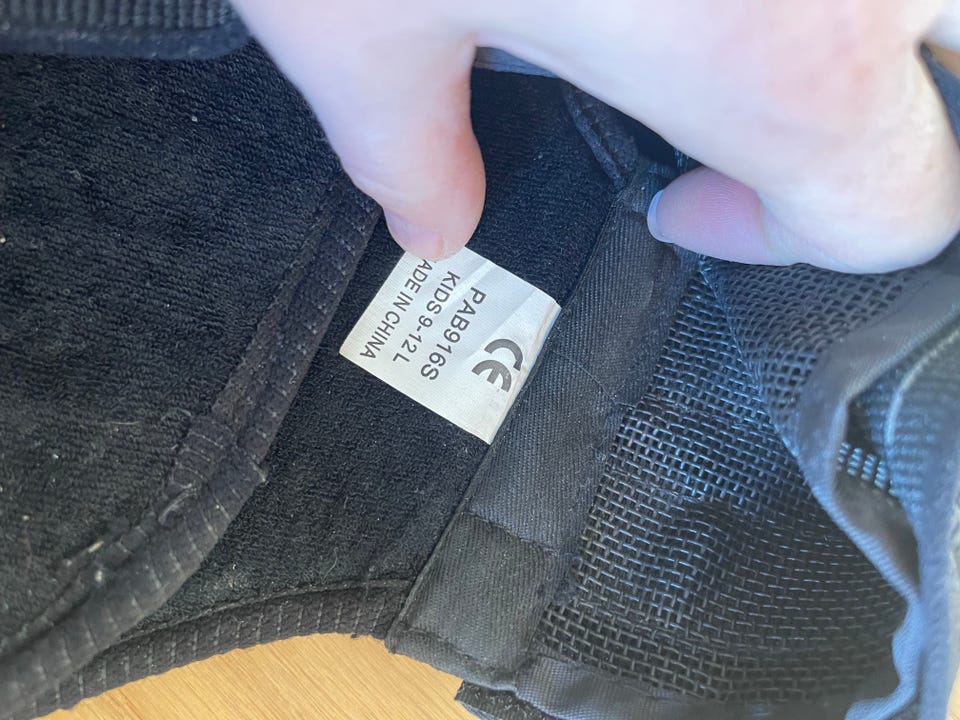 CE
PAB916S
KIDS 9-12 L
ADE IN CHINA